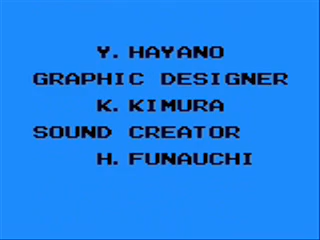 Y. HAYANO
GRAPHIC DESIGNER
K. KIMURA
SOUND CREATOR
H. FUNAUCHI